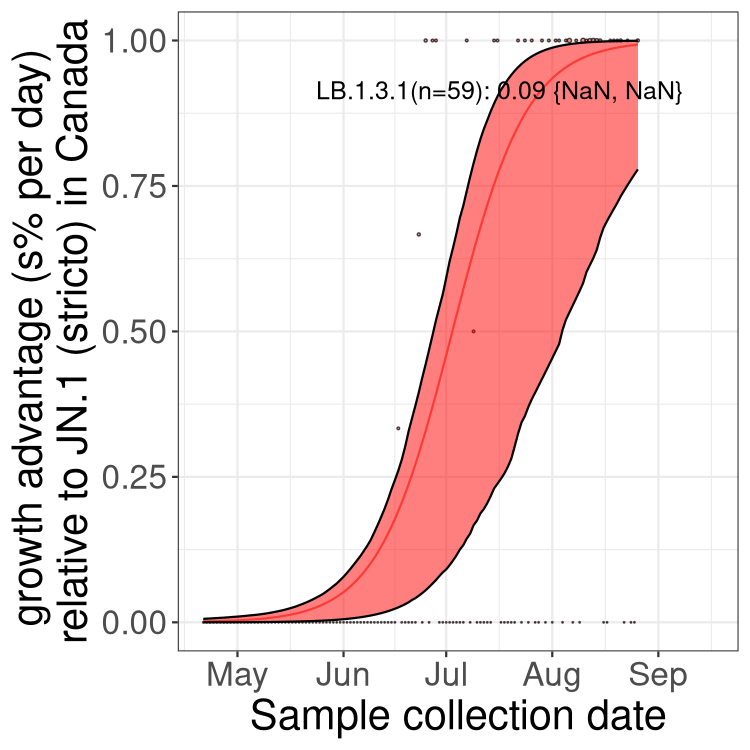 growth advantage (s% per day)
relative to JN.1 (stricto) in Canada
1.00
0.75
0.50
0.25
0.00
LB.1.3.1(n=59): 0.09 {NaN, NaN}
May Jun Jul Aug Sep
Sample collection date